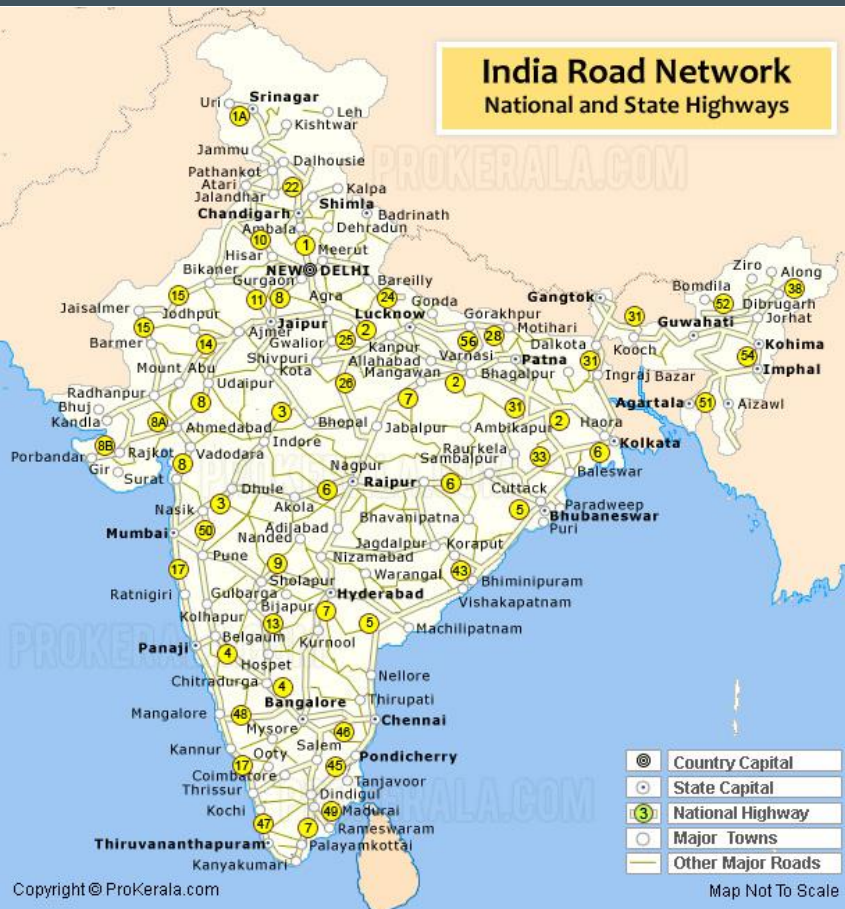 India Road Network
National and State Highways
PROKERALA.COM
Uri
Srinagar
1A
Leh
Kishtwar
Jammu
Dalhousie
Pathankot
Atari
22
Jalandhar
Kalpa
Shimla
Chandigarh
Badrinath
Ambala
Dehradun
10
1
Hisar
Meerut
Bikaner
NEW DELHI
Gurgaon
Bareilly
15
11
8
24
Jaisalmer
Agra
Gonda
Jodhpur
Lucknow
Gorakhpur
15
Jaipur
2
Motihari
Ajmer
Barmer
14
Gwalior
25
Kanpur
56
28
Shivpuri
Allahabad
Varnasi
Patna
Mount Abu
Kota
Mangawan
Bhagalpur
Udaipur
26
2
Radhanpur
8
7
Bhuj
3
31
Kandla
8A
Ahmedabad
Bhopal
Jabalpur
Ambikapur
2
Haora
8B
Indore
Kolkata
Porbandar
Rajkot
Vadodara
Raurkela
33
6
Gir
8
Nagpur
Sambalpur
Surat
Raipur
6
Baleswar
Dhule
6
Cuttack
3
Akola
Paradweep
Nasik
5
Bhubaneswar
50
Adilabad
Bhavanipatna
Puri
Mumbai
Nanded
Jagdalpur
Koraput
Pune
Nizamabad
17
9
Warangal
43
Sholapur
Bhiminipuram
Ratnigiri
Gulbarga
Hyderabad
Vishakapatnam
Bijapur
7
Kolhapur
13
5
Machilipatnam
Belgaum
Kurnool
Panaji
4
Hospet
Nellore
Chitradurga
4
Thirupati
Bangalore
Mangalore
48
Chennai
Mysore
46
Kannur
Salem
Ooty
Pondicherry
17
45
Coimbatore
Tanjavoor
Thrissur
Dindigul
Kochi
49
Madurai
47
7
Rameswaram
Thiruvananthapuram
Palayamkottai
Kanyakumari
Gangtok
31
Ziro
Along
Bomdila
38
52
Dibrugarh
Guwahati
Jorhat
Dalkota
Kooch
Kohima
31
54
Ingraj Bazar
Imphal
Agartala
51
Aizawl
PROKERALA.COM
Country Capital
State Capital
3
National Highway
Major Towns
Other Major Roads
Copyright © ProKerala.com
Map Not To Scale